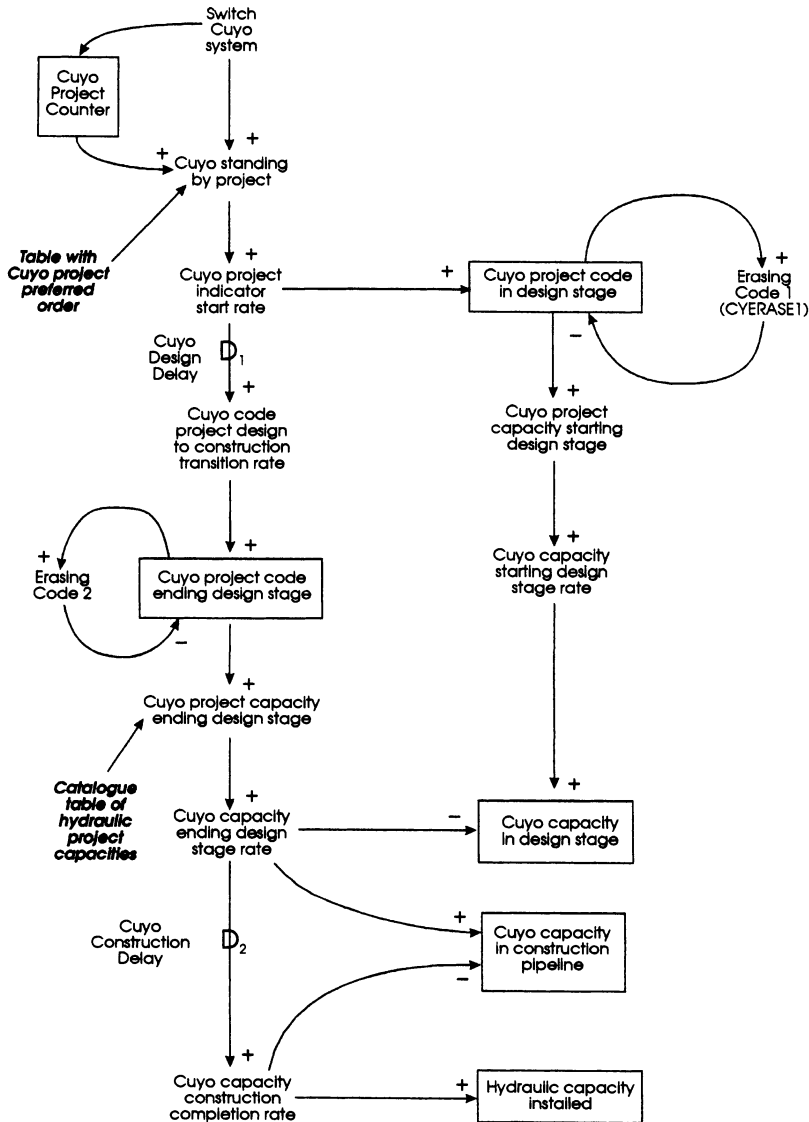 Switch
Cuyo
system
Cuyo
Project
Counter
+
+
Cuyo standing
by project
Table with
Cuyo project
preferred
order
+
Cuyo project
indicator
start rate
+
Cuyo project code
in design stage
+
Erasing
Code 1
(CYERASE1)
−
Cuyo
Design
Delay
D1
+
Cuyo code
project design
to construction
transition rate
+
Cuyo project
capacity starting
design stage
+
Erasing
Code 2
+
Cuyo project code
ending design stage
−
+
Cuyo capacity
starting design
stage rate
+
Cuyo project capacity
ending design stage
Catalogue
table of
hydraulic
project
capacities
+
Cuyo capacity
ending design
stage rate
−
+
Cuyo capacity
in design stage
Cuyo
Construction
Delay
D2
+
Cuyo capacity
in construction
pipeline
−
+
Cuyo capacity
construction
completion rate
+
Hydraulic capacity
installed